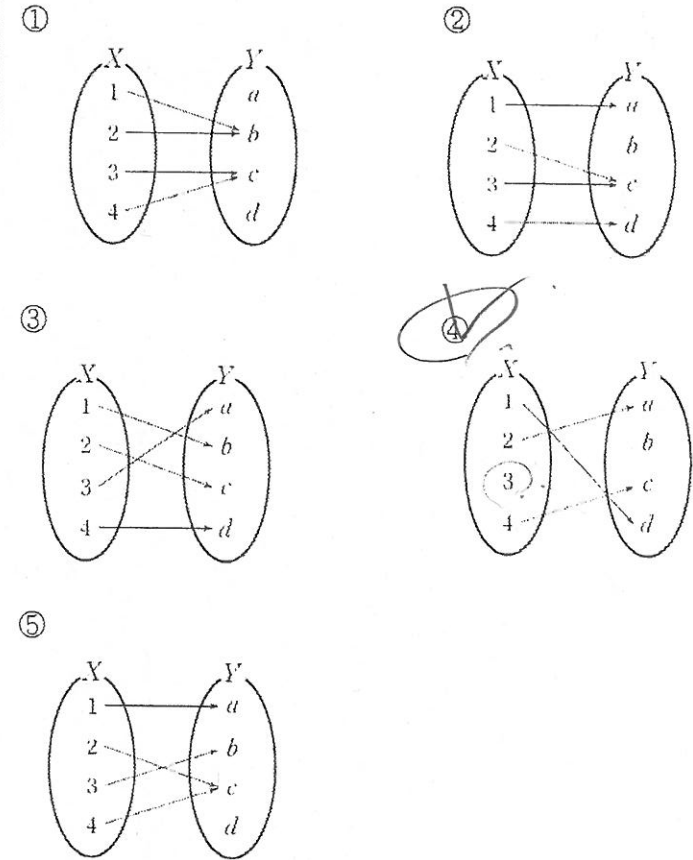 ① ②
X Y X Y
1 a 1 a
2 b 2 b
3 c 3 c
4 d 4 d
③ ④
X Y X Y
1 a 1 a
2 b 2 b
3 c 3 c
4 d 4 d
⑤
X Y
1 a
2 b
3 c
4 d